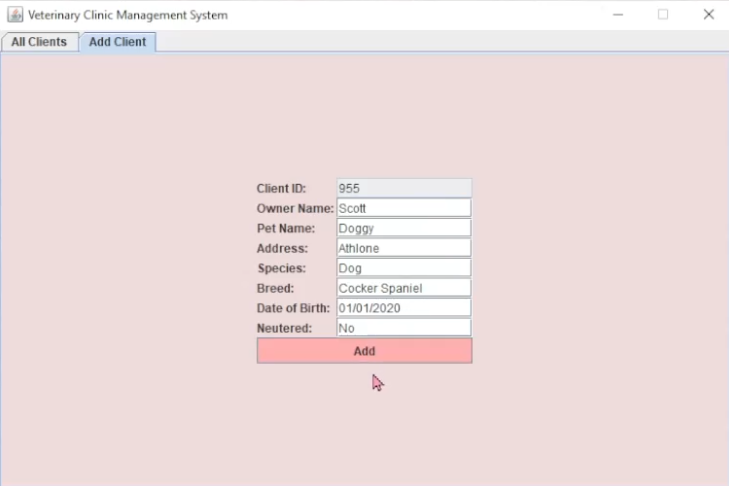 Veterinary Clinic Management System
All Clients Add Client
Client ID: 955
Owner Name: Scott
Pet Name: Doggy
Address: Athlone
Species: Dog
Breed: Cocker Spaniel
Date of Birth: 01/01/2020
Neutered: No
Add